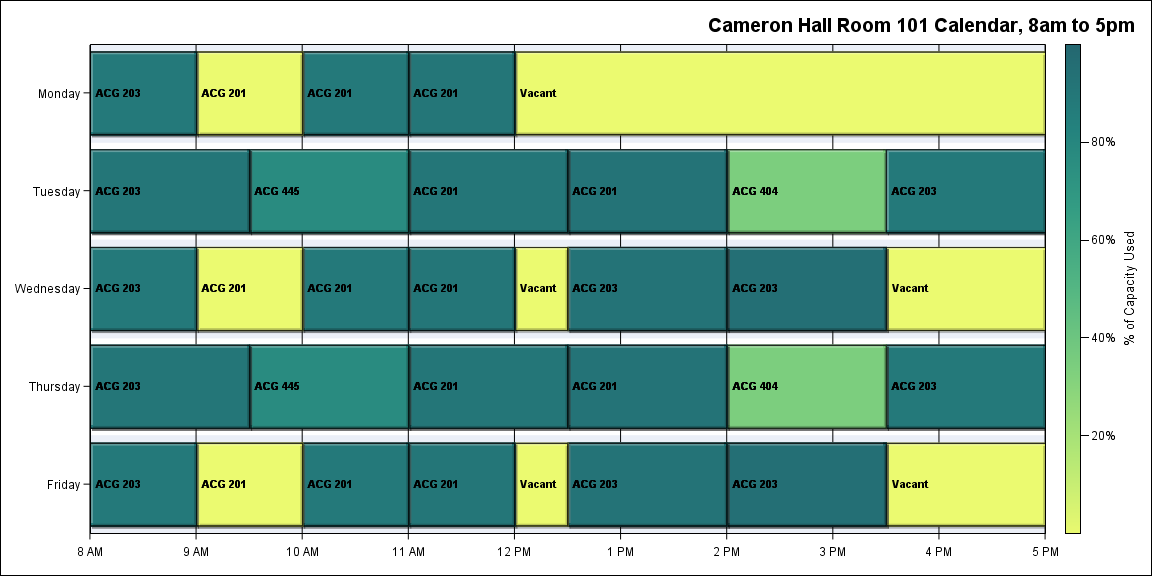 Cameron Hall Room 101 Calendar, 8am to 5pm
Monday ACG 203 ACG 201 ACG 201 ACG 201 Vacant
Tuesday ACG 203 ACG 445 ACG 201 ACG 201 ACG 404 ACG 203
Wednesday ACG 203 ACG 201 ACG 201 ACG 201 Vacant ACG 203 ACG 203 Vacant
Thursday ACG 203 ACG 445 ACG 201 ACG 201 ACG 404 ACG 203
Friday ACG 203 ACG 201 ACG 201 ACG 201 Vacant ACG 203 ACG 203 Vacant
8 AM 9 AM 10 AM 11 AM 12 PM 1 PM 2 PM 3 PM 4 PM 5 PM
80%
60%
40%
20%
% of Capacity Used